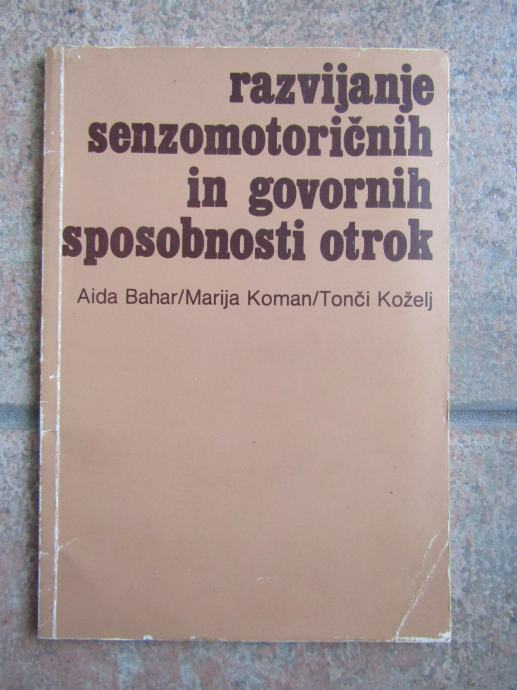 razvijanje
senzomotoričnih
in govornih
sposobnosti otrok
Aida Bahar/Marija Koman/Tonči Koželj